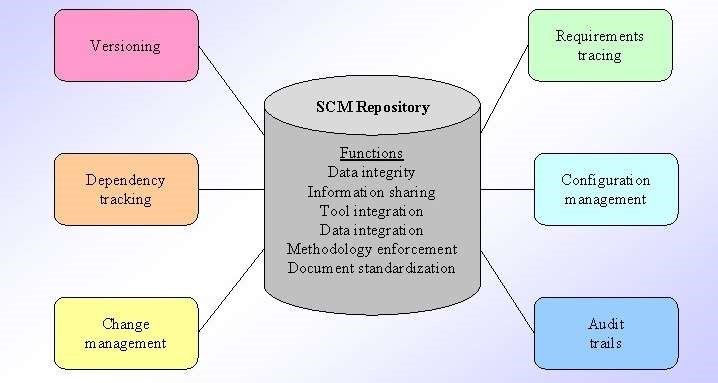 Versioning
Requirements
tracing
SCM Repository
Functions
Data integrity
Information sharing
Tool integration
Data integration
Methodology enforcement
Document standardization
Dependency
tracking
Configuration
management
Change
management
Audit
trails